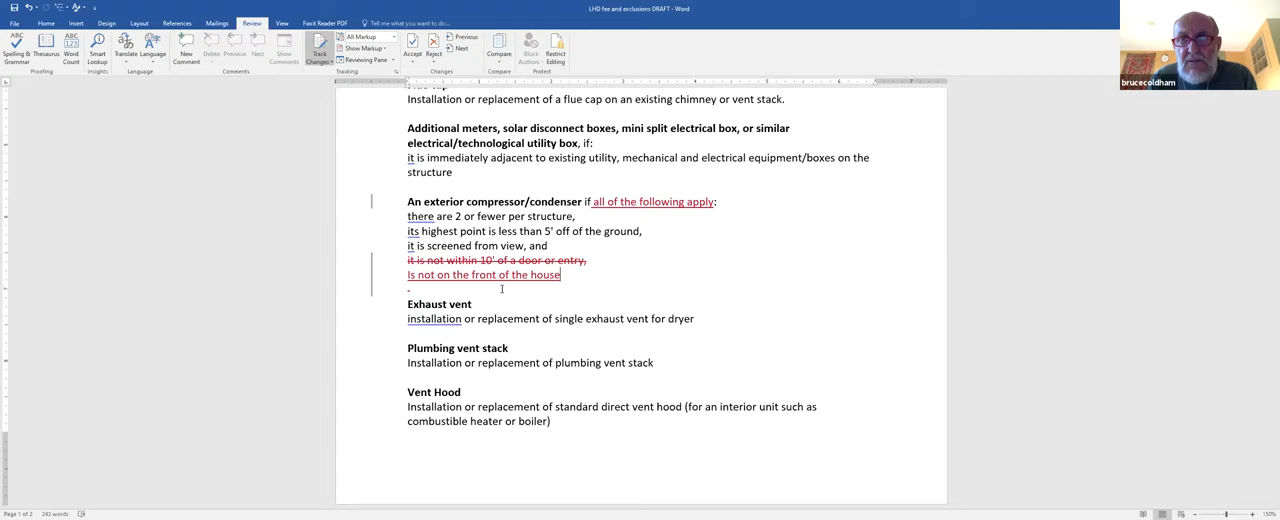 LHD fee and exclusions DRAFT - Word
File Home Insert Design Layout References Mailings Review View Foxit Reader PDF Tell me what you want to do...
Spelling & Grammar
Thesaurus
Word Count
Smart Lookup
Translate
Language
New Comment
Delete
Previous
Next
Show Comments
Track Changes
All Markup
Show Markup
Reviewing Pane
Accept
Reject
Previous
Next
Compare
Block Authors
Restrict Editing
Proofing Insights Language Comments Tracking Changes Compare Protect
brucecoldham
Installation or replacement of a flue cap on an existing chimney or vent stack.
Additional meters, solar disconnect boxes, mini split electrical box, or similar
electrical/technological utility box, if:
it is immediately adjacent to existing utility, mechanical and electrical equipment/boxes on the
structure
An exterior compressor/condenser if all of the following apply:
there are 2 or fewer per structure,
its highest point is less than 5' off of the ground,
it is screened from view, and
it is not within 10' of a door or entry,
Is not on the front of the house
Exhaust vent
installation or replacement of single exhaust vent for dryer
Plumbing vent stack
Installation or replacement of plumbing vent stack
Vent Hood
Installation or replacement of standard direct vent hood (for an interior unit such as
combustible heater or boiler)
Page 1 of 2 243 words
150%